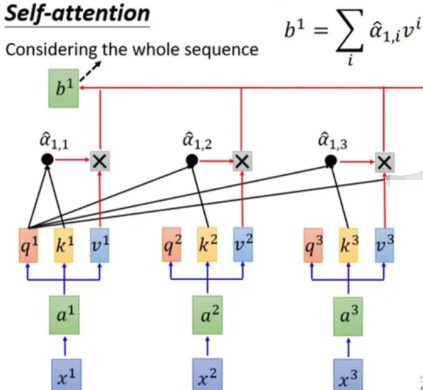 Self-attention
b¹ = ∑ᵢ α̂₁,ᵢvⁱ
Considering the whole sequence
b¹
α̂₁,₁ α̂₁,₂ α̂₁,₃
× × ×
q¹ k¹ v¹ q² k² v² q³ k³ v³
a¹ a² a³
x¹ x² x³